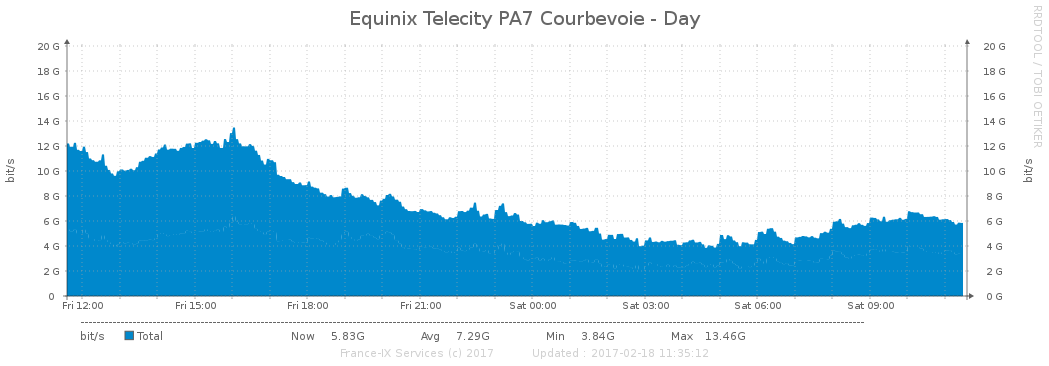 Equinix Telecity PA7 Courbevoie - Day
RRDTOOL / TOBI OETIKER
20 G 20 G
18 G 18 G
16 G 16 G
14 G 14 G
12 G 12 G
10 G 10 G
8 G 8 G
6 G 6 G
4 G 4 G
2 G 2 G
0 0 G
bit/s bit/s
Fri 12:00 Fri 15:00 Fri 18:00 Fri 21:00 Sat 00:00 Sat 03:00 Sat 06:00 Sat 09:00
bit/s Total Now 5.83G Avg 7.29G Min 3.84G Max 13.46G
France-IX Services (c) 2017 Updated : 2017-02-18 11:35:12